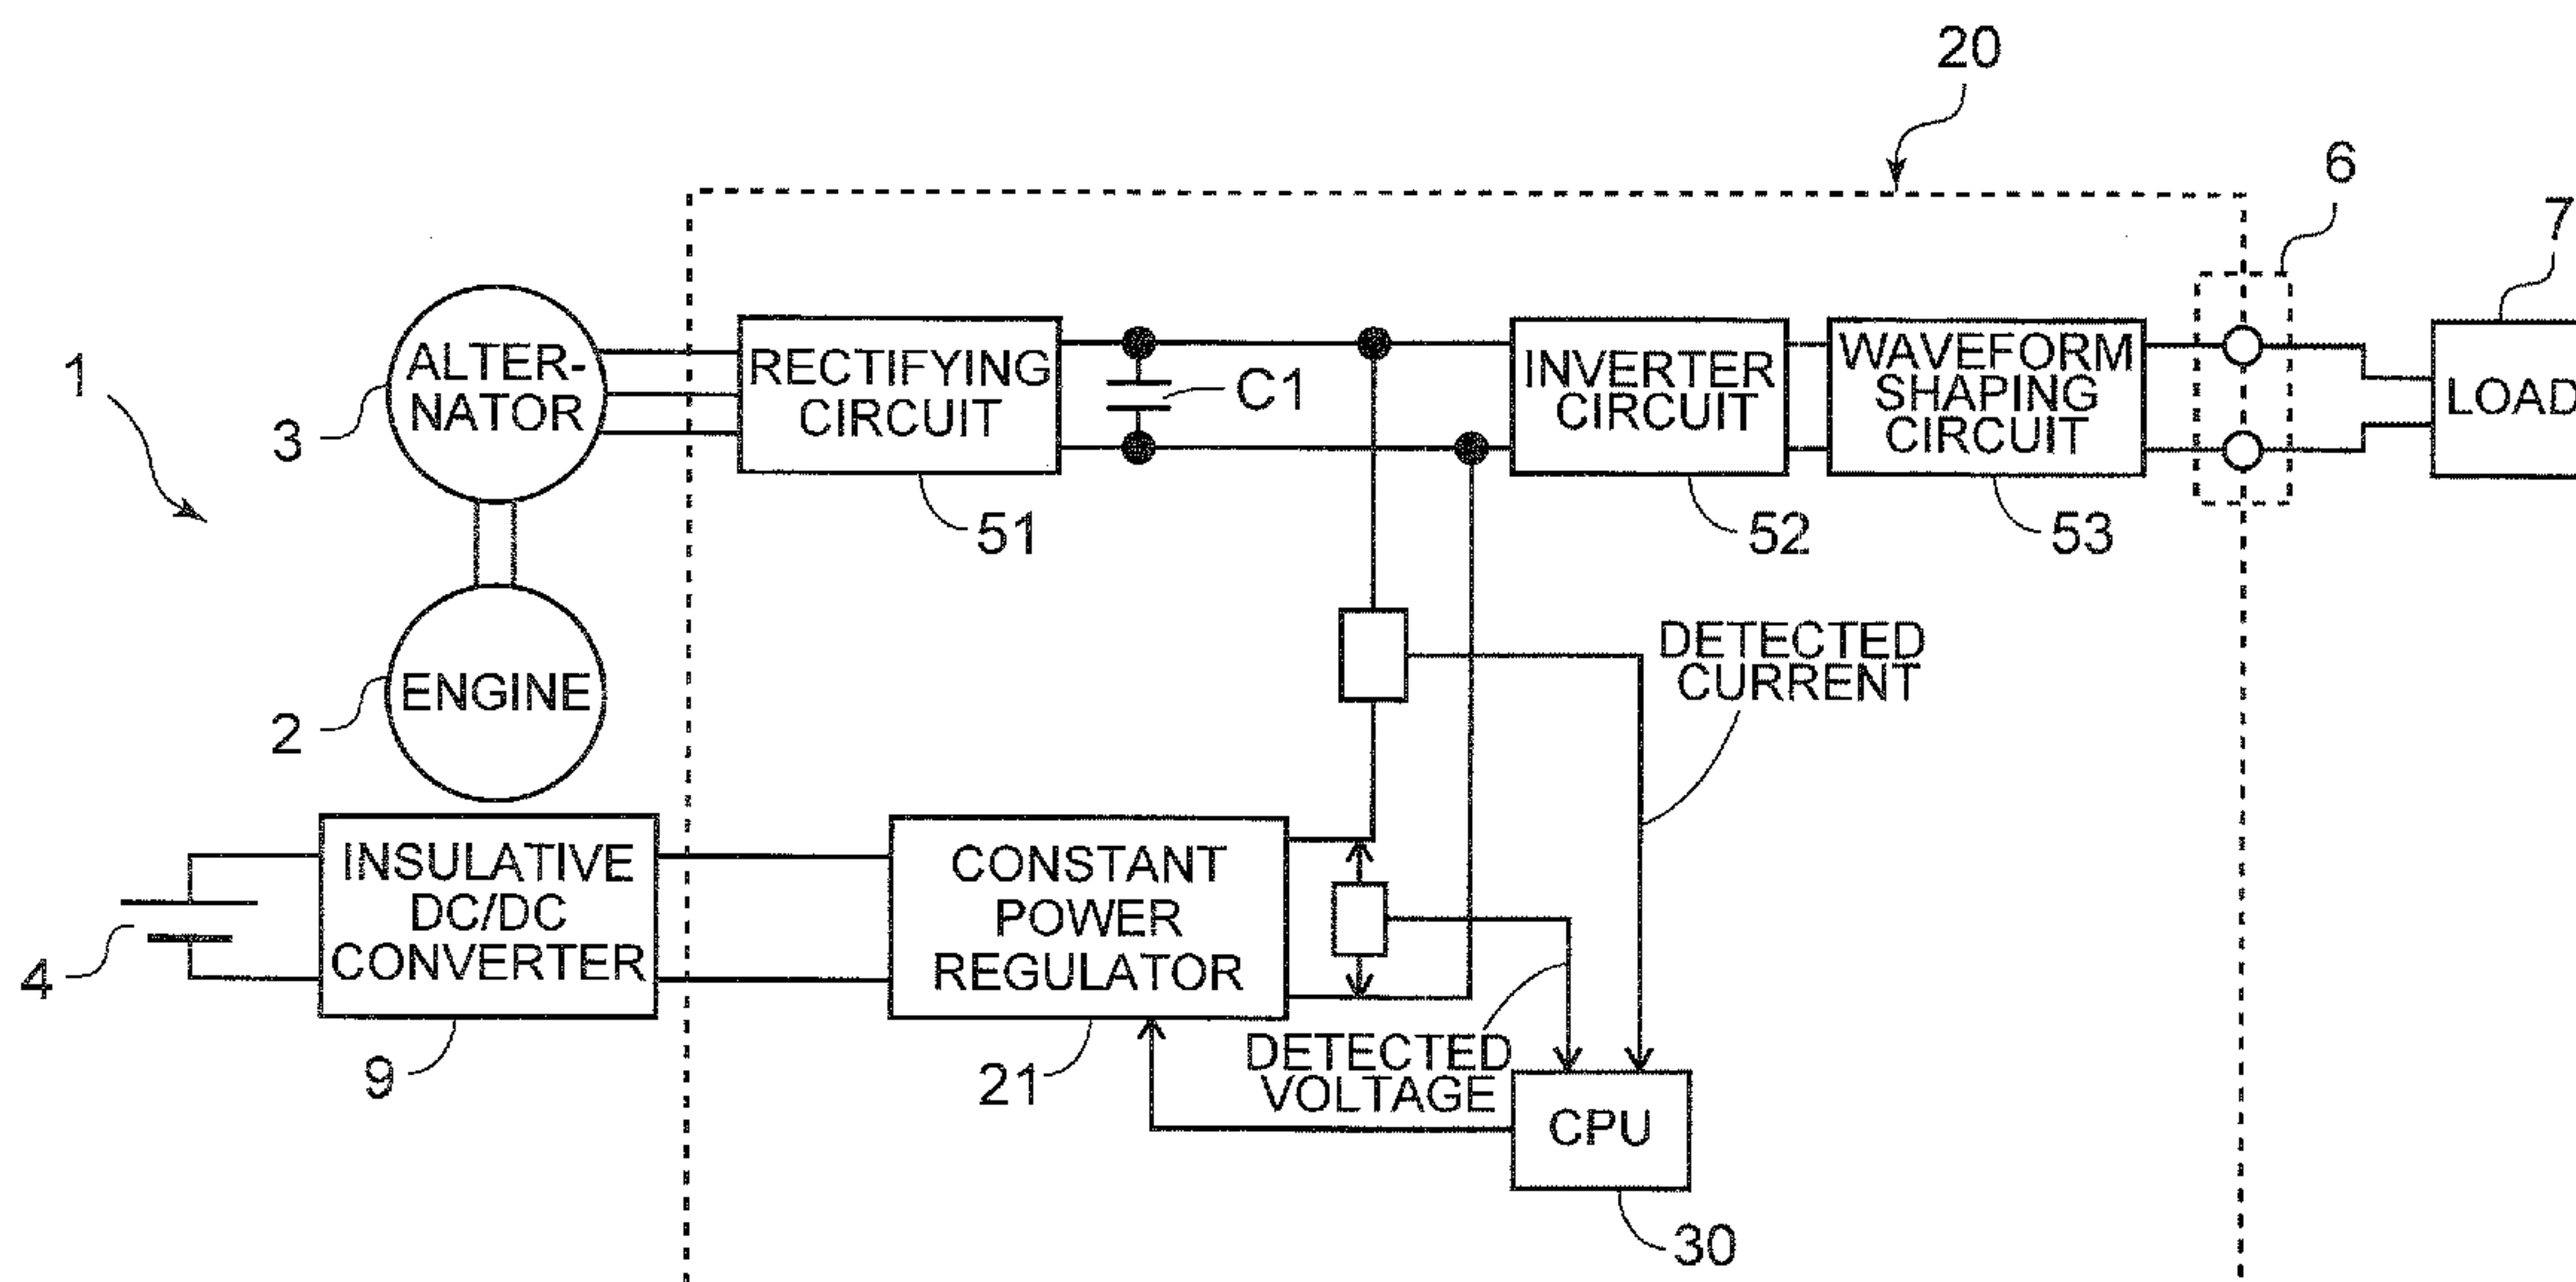 20
6
7
1
ALTER-
NATOR
3
RECTIFYING
CIRCUIT
51
C1
INVERTER
CIRCUIT
52
WAVEFORM
SHAPING
CIRCUIT
53
LOAD
ENGINE
2
DETECTED
CURRENT
INSULATIVE
DC/DC
CONVERTER
4
9
CONSTANT
POWER
REGULATOR
21
DETECTED
VOLTAGE
CPU
30